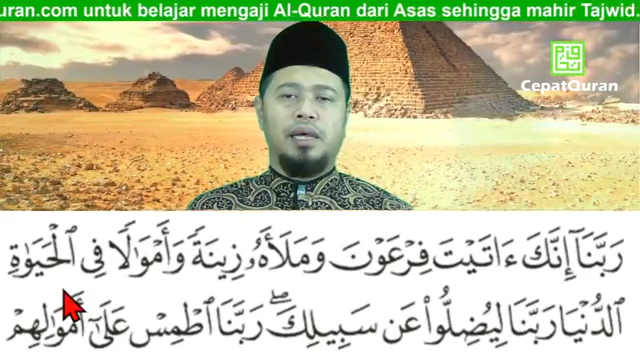 uran.com untuk belajar mengaji Al-Quran dari Asas sehingga mahir Tajwid.
CepatQuran
رَبَّنَآ إِنَّكَ ءَاتَيْتَ فِرْعَوْنَ وَمَلَأَهُۥ زِينَةً وَأَمْوَٰلًا فِى ٱلْحَيَوٰةِ
ٱلدُّنْيَا رَبَّنَا لِيُضِلُّوا۟ عَن سَبِيلِكَ ۖ رَبَّنَا ٱطْمِسْ عَلَىٰٓ أَمْوَٰلِهِمْ